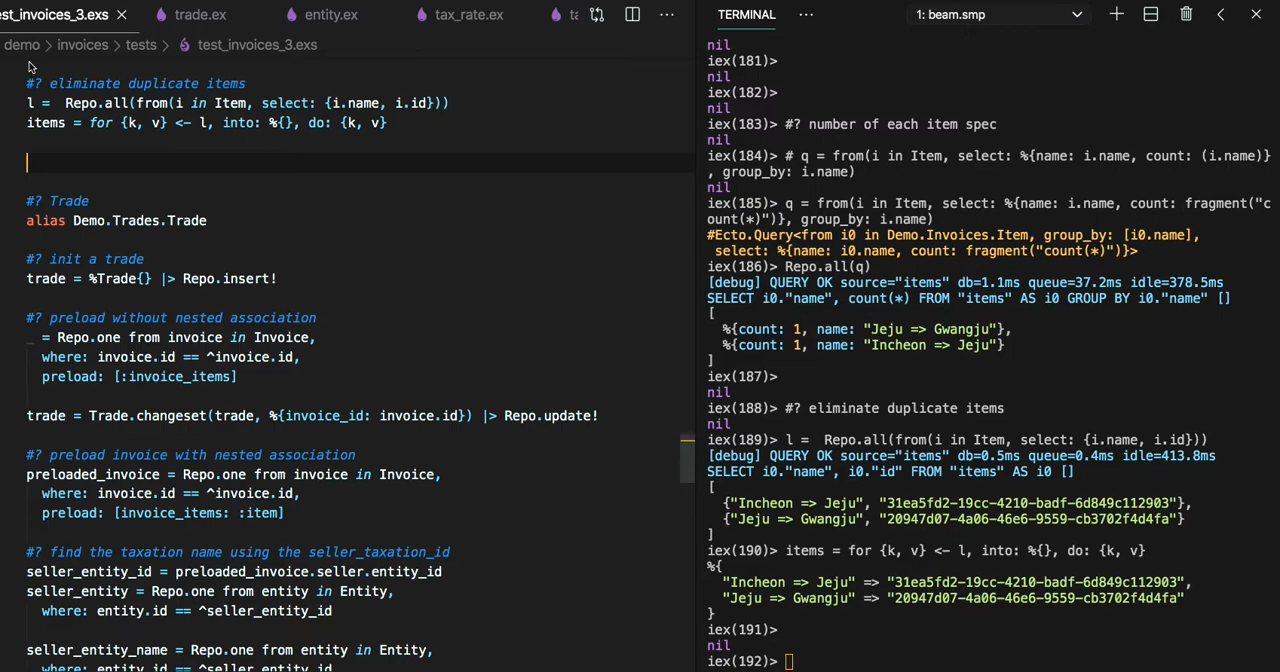 est_invoices_3.exs
trade.ex
entity.ex
tax_rate.ex
ta
demo > invoices > tests > test_invoices_3.exs
#? eliminate duplicate items
l =  Repo.all(from(i in Item, select: {i.name, i.id}))
items = for {k, v} <- l, into: %{}, do: {k, v}
#? Trade
alias Demo.Trades.Trade
#? init a trade
trade = %Trade{} |> Repo.insert!
#? preload without nested association
_ = Repo.one from invoice in Invoice,
where: invoice.id == ^invoice.id,
preload: [:invoice_items]
trade = Trade.changeset(trade, %{invoice_id: invoice.id}) |> Repo.update!
#? preload invoice with nested association
preloaded_invoice = Repo.one from invoice in Invoice,
where: invoice.id == ^invoice.id,
preload: [invoice_items: :item]
#? find the taxation name using the seller_taxation_id
seller_entity_id = preloaded_invoice.seller.entity_id
seller_entity = Repo.one from entity in Entity,
where: entity.id == ^seller_entity_id
seller_entity_name = Repo.one from entity in Entity,
where: entity.id == ^seller_entity_id
TERMINAL
1: beam.smp
nil
iex(181)>
nil
iex(182)>
nil
iex(183)> #? number of each item spec
nil
iex(184)> # q = from(i in Item, select: %{name: i.name, count: (i.name)}
, group_by: i.name)
nil
iex(185)> q = from(i in Item, select: %{name: i.name, count: fragment("c
ount(*)")}, group_by: i.name)
#Ecto.Query<from i0 in Demo.Invoices.Item, group_by: [i0.name],
select: %{name: i0.name, count: fragment("count(*)")}>
iex(186)> Repo.all(q)
[debug] QUERY OK source="items" db=1.1ms queue=37.2ms idle=378.5ms
SELECT i0."name", count(*) FROM "items" AS i0 GROUP BY i0."name" []
[
%{count: 1, name: "Jeju => Gwangju"},
%{count: 1, name: "Incheon => Jeju"}
]
iex(187)>
nil
iex(188)> #? eliminate duplicate items
nil
iex(189)> l =  Repo.all(from(i in Item, select: {i.name, i.id}))
[debug] QUERY OK source="items" db=0.5ms queue=0.4ms idle=413.8ms
SELECT i0."name", i0."id" FROM "items" AS i0 []
[
{"Incheon => Jeju", "31ea5fd2-19cc-4210-badf-6d849c112903"},
{"Jeju => Gwangju", "20947d07-4a06-46e6-9559-cb3702f4d4fa"}
]
iex(190)> items = for {k, v} <- l, into: %{}, do: {k, v}
%{
"Incheon => Jeju" => "31ea5fd2-19cc-4210-badf-6d849c112903",
"Jeju => Gwangju" => "20947d07-4a06-46e6-9559-cb3702f4d4fa"
}
iex(191)>
nil
iex(192)>